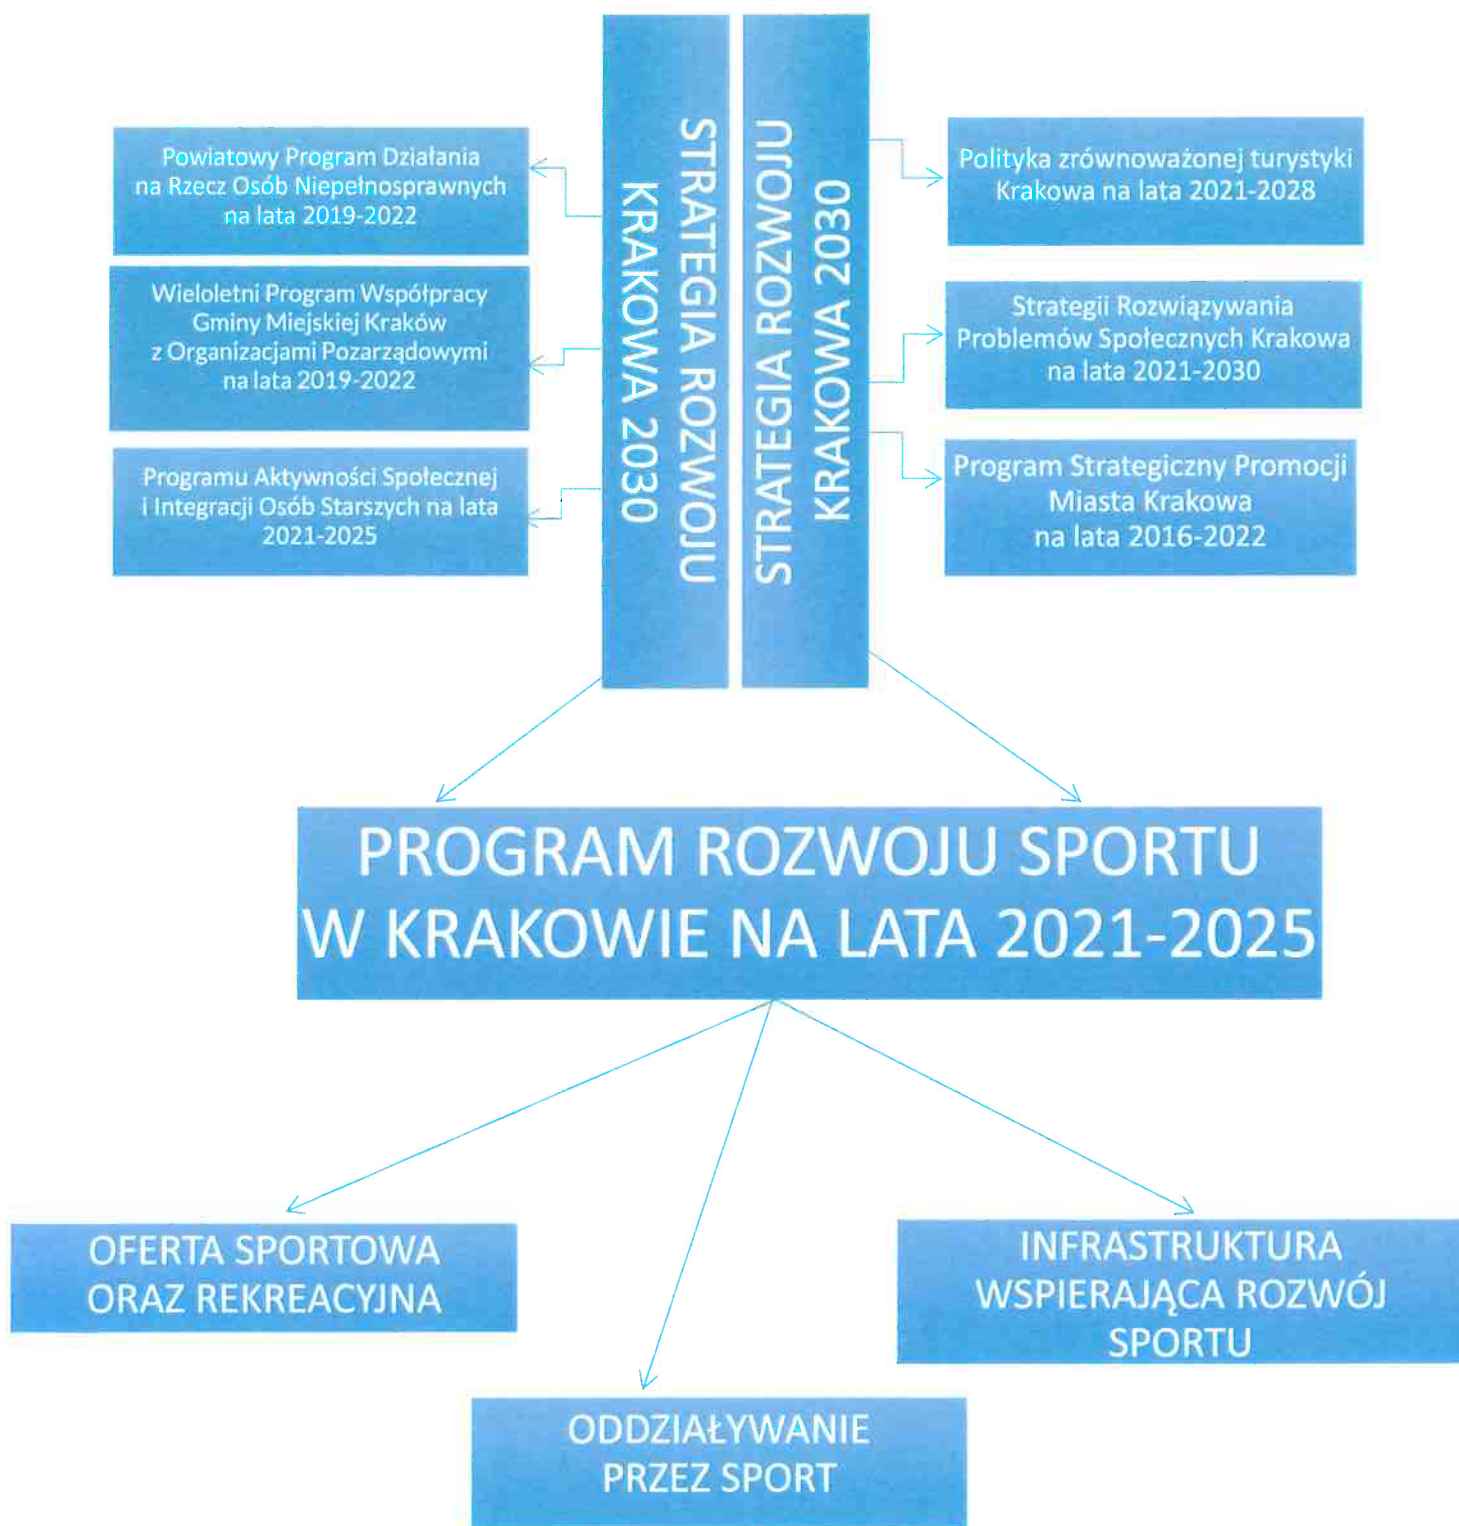 STRATEGIA ROZWOJU
KRAKOWA 2030
STRATEGIA ROZWOJU
KRAKOWA 2030
Powiatowy Program Działania
na Rzecz Osób Niepełnosprawnych
na lata 2019-2022
Wieloletni Program Współpracy
Gminy Miejskiej Kraków
z Organizacjami Pozarządowymi
na lata 2019-2022
Programu Aktywności Społecznej
i Integracji Osób Starszych na lata
2021-2025
Polityka zrównoważonej turystyki
Krakowa na lata 2021-2028
Strategii Rozwiązywania
Problemów Społecznych Krakowa
na lata 2021-2030
Program Strategiczny Promocji
Miasta Krakowa
na lata 2016-2022
PROGRAM ROZWOJU SPORTU
W KRAKOWIE NA LATA 2021-2025
OFERTA SPORTOWA
ORAZ REKREACYJNA
ODDZIAŁYWANIE
PRZEZ SPORT
INFRASTRUKTURA
WSPIERAJĄCA ROZWÓJ
SPORTU